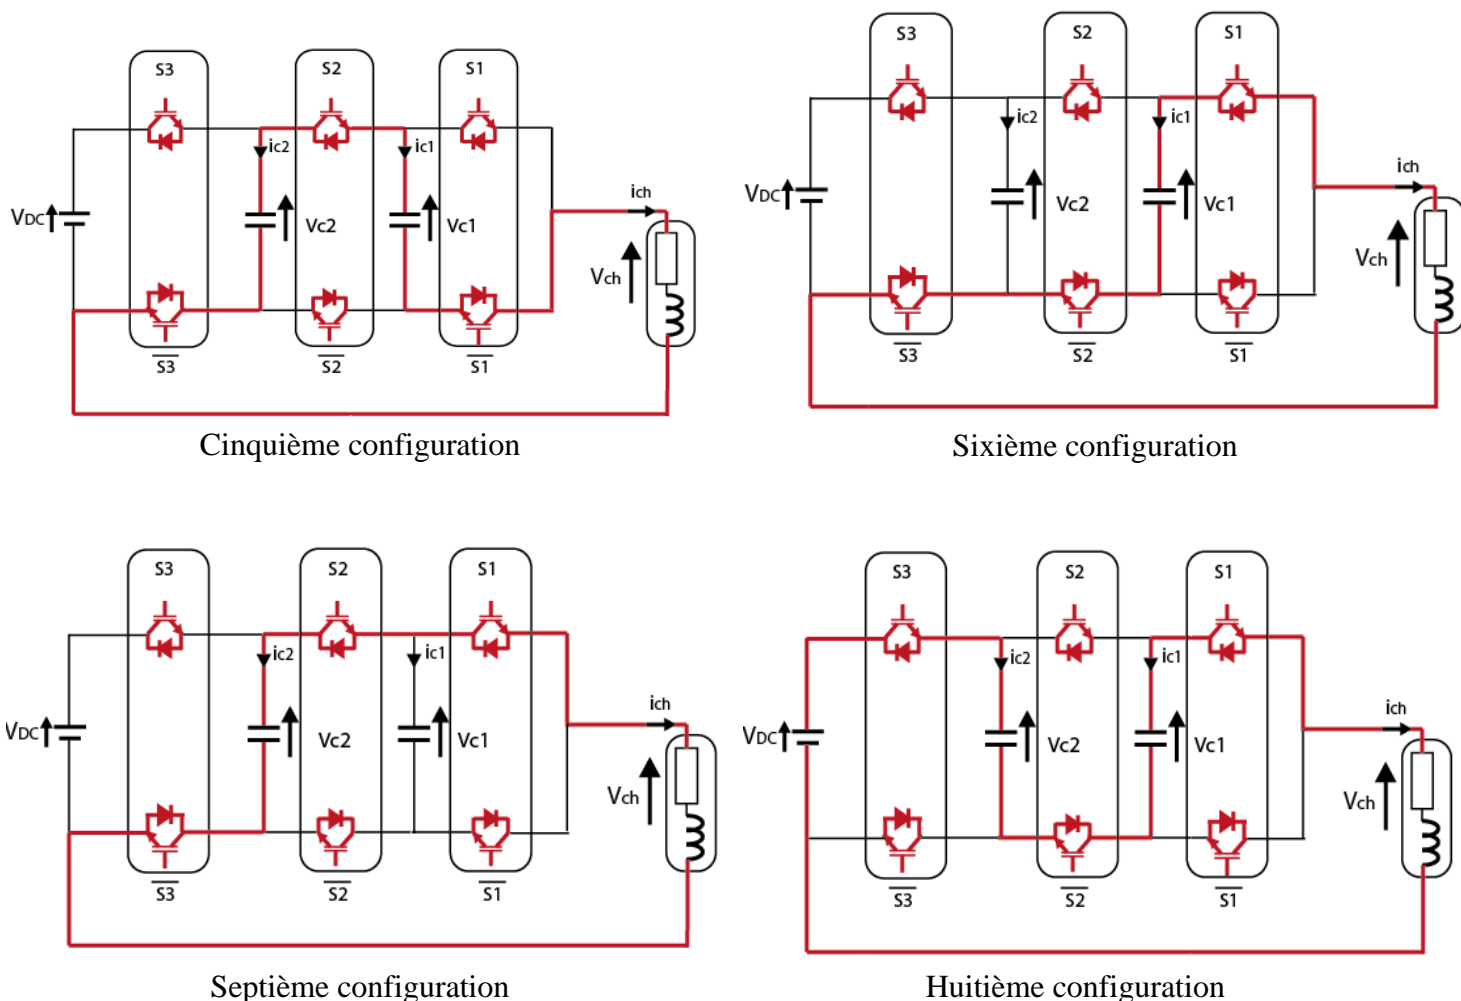 S3 S2 S1
ic2 ic1
VDC Vc2 Vc1 ich
Vch
S3 S2 S1
Cinquième configuration
S3 S2 S1
ic2 ic1
VDC Vc2 Vc1 ich
Vch
S3 S2 S1
Sixième configuration
S3 S2 S1
ic2 ic1
VDC Vc2 Vc1 ich
Vch
S3 S2 S1
Septième configuration
S3 S2 S1
ic2 ic1
VDC Vc2 Vc1 ich
Vch
S3 S2 S1
Huitième configuration